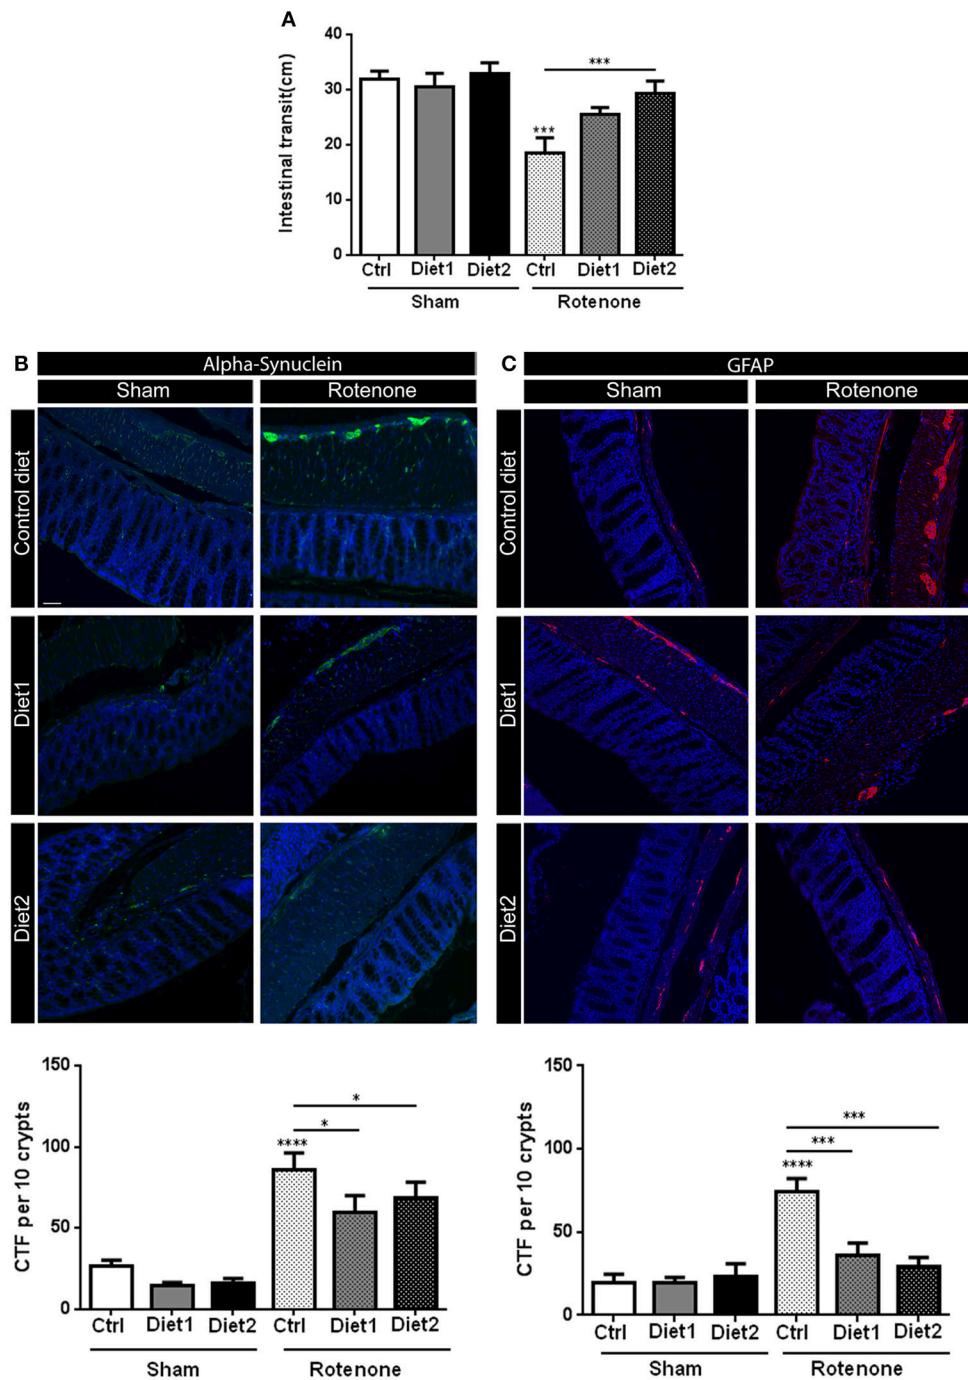 A
Intestinal transit(cm)
40
30
20
10
0
***
***
Ctrl Diet1 Diet2 Ctrl Diet1 Diet2
Sham Rotenone
B
Alpha-Synuclein
Sham Rotenone
Control diet
Diet1
Diet2
C
GFAP
Sham Rotenone
Control diet
Diet1
Diet2
CTF per 10 crypts
150
100
50
0
*
*
****
Ctrl Diet1 Diet2 Ctrl Diet1 Diet2
Sham Rotenone
CTF per 10 crypts
150
100
50
0
***
***
****
Ctrl Diet1 Diet2 Ctrl Diet1 Diet2
Sham Rotenone